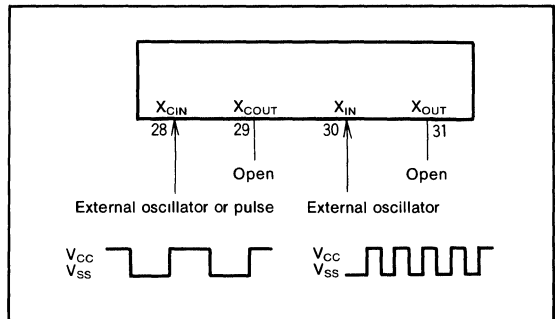 XCIN XCOUT XIN XOUT
28 29 30 31
Open Open
External oscillator or pulse External oscillator
VCC VCC
VSS VSS